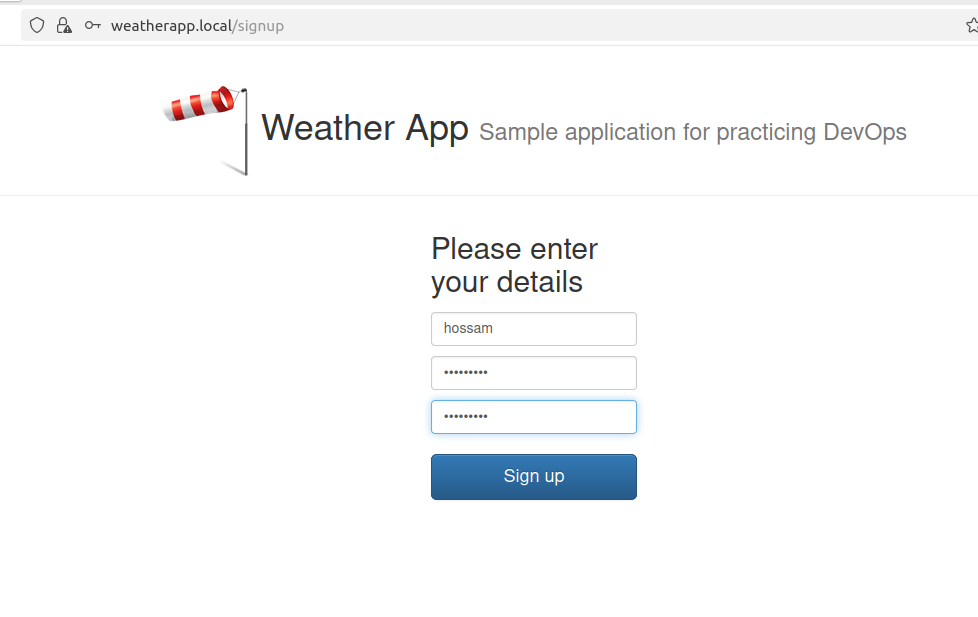 weatherapp.local/signup
Weather App Sample application for practicing DevOps
Please enter
your details
hossam
•••••••••
•••••••••
Sign up